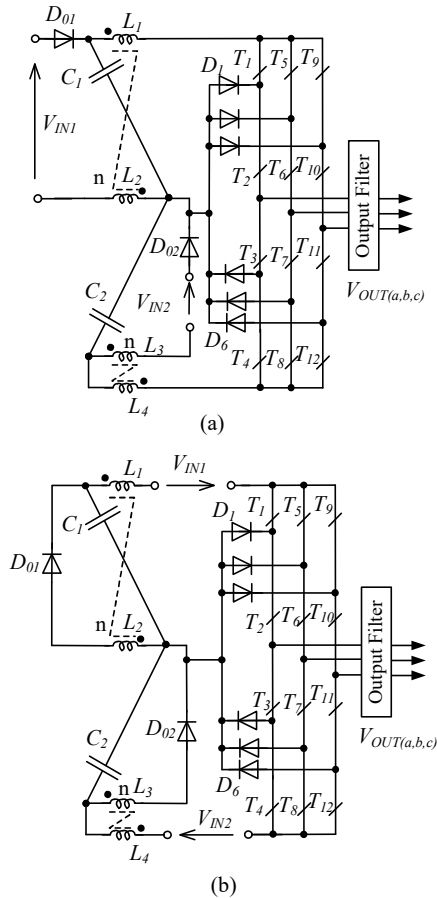 D01 L1
T1 T5 T9
D1
C1
VIN1
T2 T6 T10
n L2
Output Filter
D02
T3 T7 T11
VIN2
C2
VOUT(a,b,c)
n L3
D6
T4 T8 T12
L4
(a)
L1 VIN1
T1 T5 T9
C1
D1
D01
T2 T6 T10
n L2
Output Filter
T3 T7 T11
C2
D02
VOUT(a,b,c)
n L3
D6
T4 T8 T12
VIN2
L4
(b)